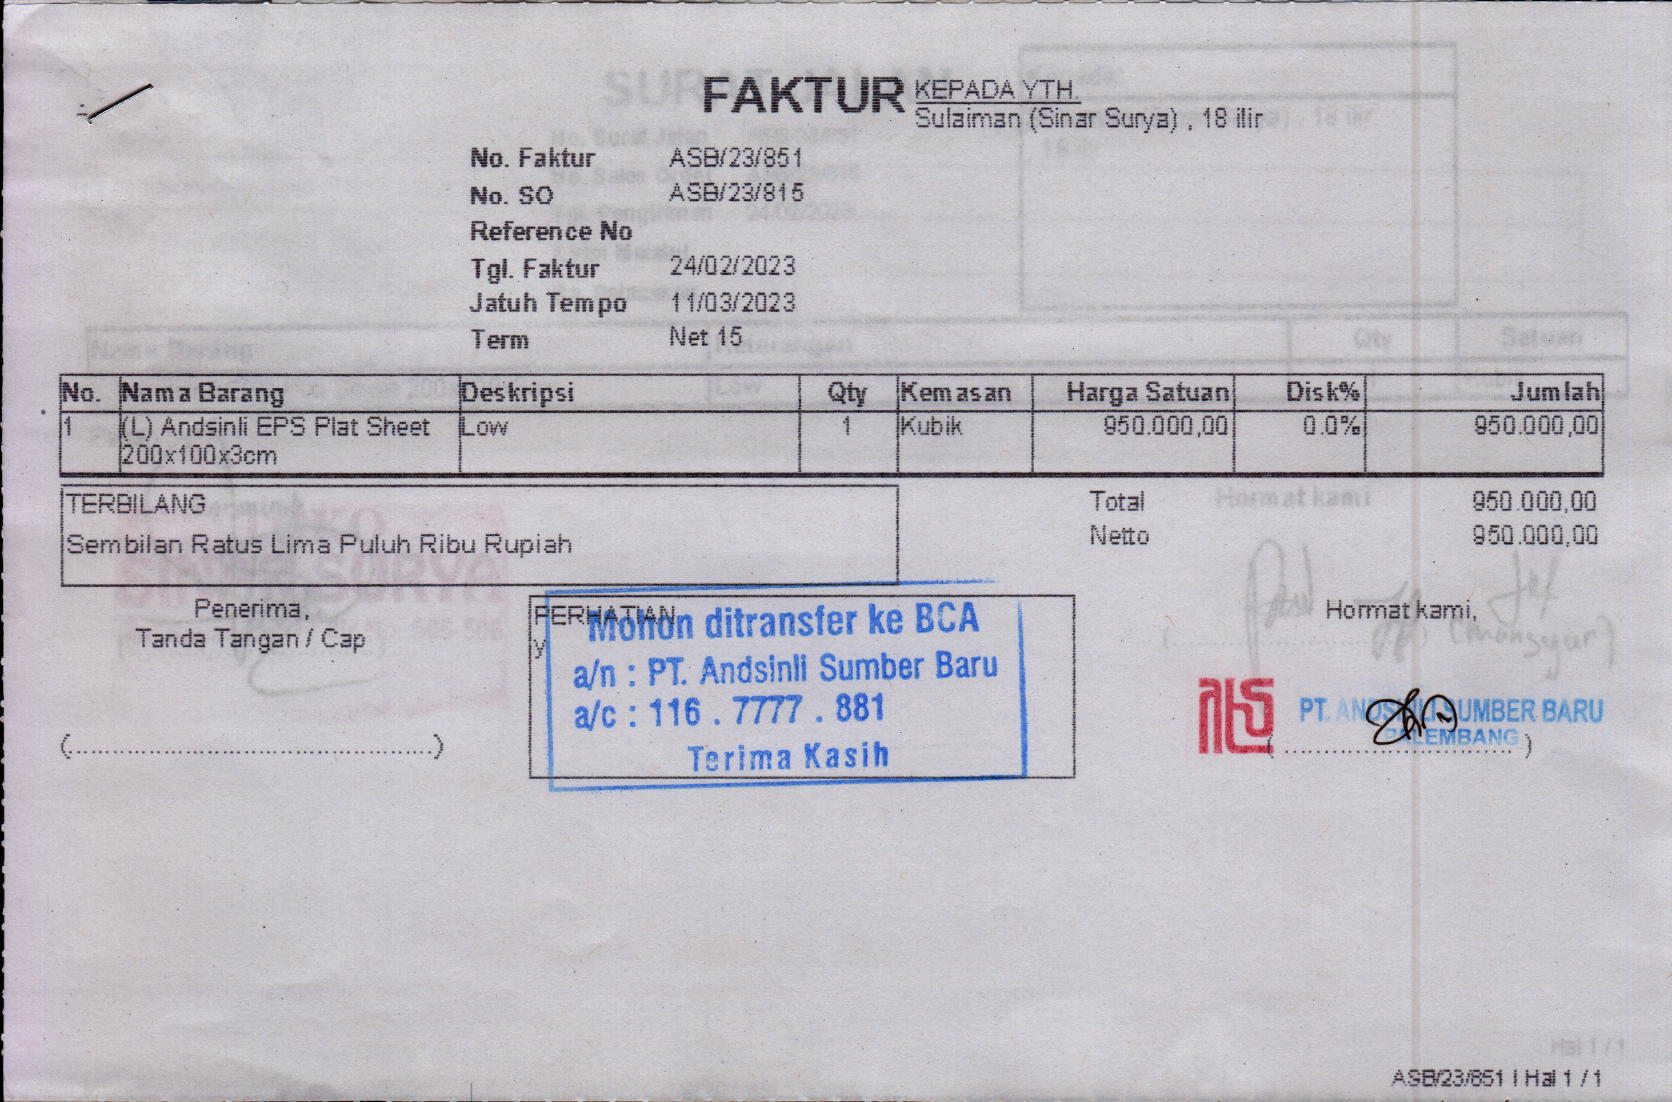 FAKTUR
KEPADA YTH.
Sulaiman (Sinar Surya) , 18 ilir
No. Faktur ASB/23/851
No. SO ASB/23/815
Reference No
Tgl. Faktur 24/02/2023
Jatuh Tempo 11/03/2023
Term Net 15
No. Nama Barang Deskripsi Qty Kemasan Harga Satuan Disk% Jumlah
1 (L) Andsinli EPS Plat Sheet Low 1 Kubik 950.000,00 0.0% 950.000,00
200x100x3cm
TERBILANG
Sembilan Ratus Lima Puluh Ribu Rupiah
Total 950.000,00
Netto 950.000,00
Penerima,
Tanda Tangan / Cap
(....................................................)
PERHATIAN
y
Mohon ditransfer ke BCA
a/n : PT. Andsinli Sumber Baru
a/c : 116 . 7777 . 881
Terima Kasih
Hormat kami,
PT. ANDSINLI SUMBER BARU
PALEMBANG
(....................................)
ASB/23/851 | Hal 1 / 1